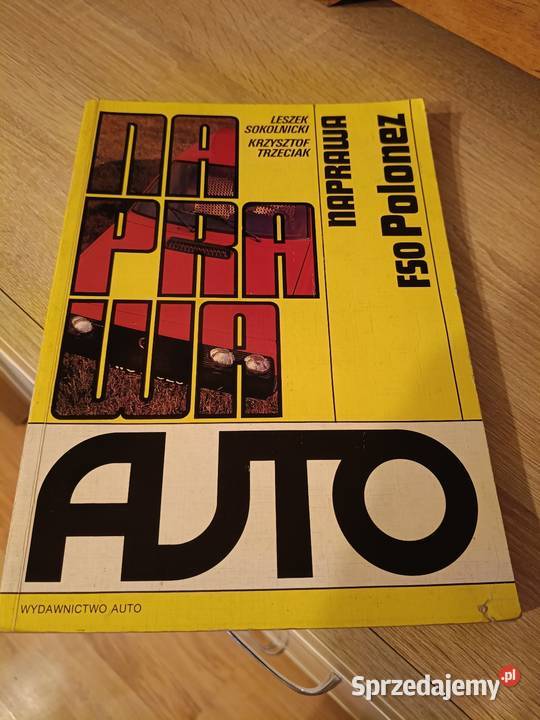 LESZEK
SOKOLNICKI
KRZYSZTOF
TRZECIAK
NA
PRA
WA
NAPRAWA
FSO Polonez
AUTO
WYDAWNICTWO AUTO
Sprzedajemy.pl